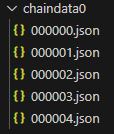 chaindata0
{} 000000.json
{} 000001.json
{} 000002.json
{} 000003.json
{} 000004.json